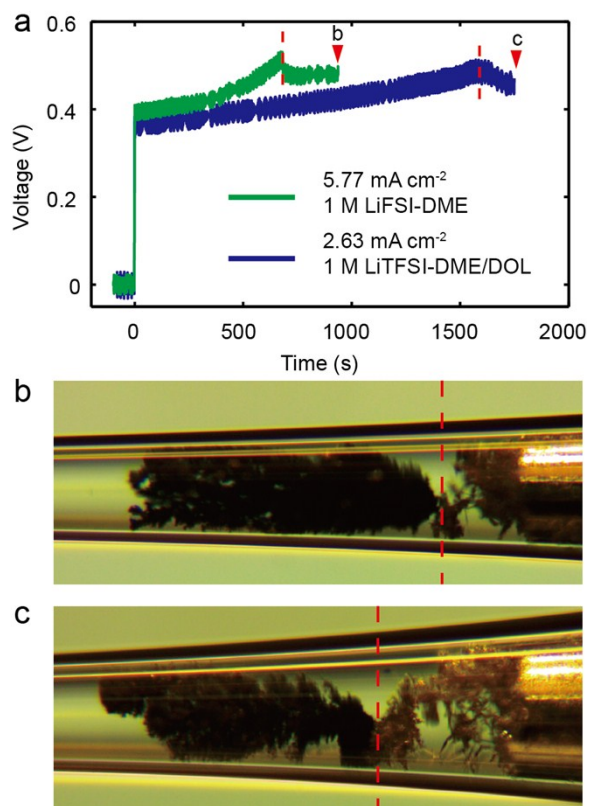 a
0.6
b
c
0.4
Voltage (V)
5.77 mA cm⁻²
1 M LiFSI-DME
0.2
2.63 mA cm⁻²
1 M LiTFSI-DME/DOL
0
0 500 1000 1500 2000
Time (s)
b
c